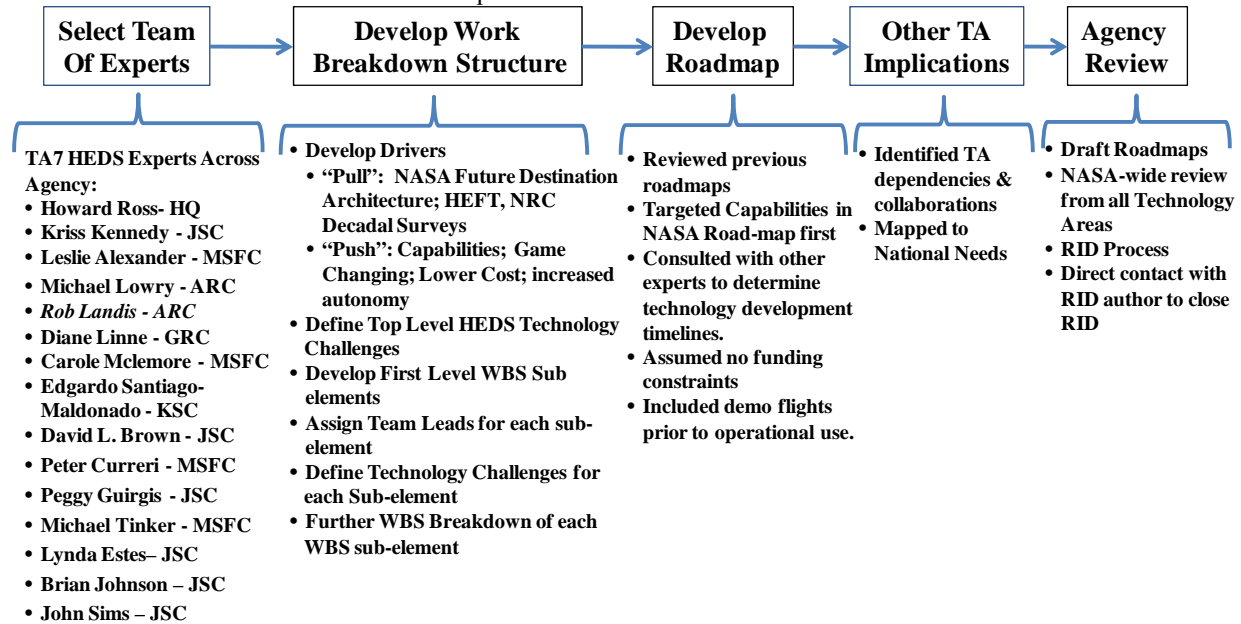 Select Team
Of Experts
Develop Work
Breakdown Structure
Develop
Roadmap
Other TA
Implications
Agency
Review
TA7 HEDS Experts Across
Agency:
• Howard Ross- HQ
• Kriss Kennedy - JSC
• Leslie Alexander - MSFC
• Michael Lowry - ARC
• Rob Landis - ARC
• Diane Linne - GRC
• Carole Mclemore - MSFC
• Edgardo Santiago-
Maldonado - KSC
• David L. Brown - JSC
• Peter Curreri - MSFC
• Peggy Guirgis - JSC
• Michael Tinker - MSFC
• Lynda Estes– JSC
• Brian Johnson – JSC
• John Sims – JSC
• Develop Drivers
• “Pull”: NASA Future Destination
Architecture; HEFT, NRC
Decadal Surveys
• “Push”: Capabilities; Game
Changing; Lower Cost; increased
autonomy
• Define Top Level HEDS Technology
Challenges
• Develop First Level WBS Sub
elements
• Assign Team Leads for each sub-
element
• Define Technology Challenges for
each Sub-element
• Further WBS Breakdown of each
WBS sub-element
• Reviewed previous
roadmaps
• Targeted Capabilities in
NASA Road-map first
• Consulted with other
experts to determine
technology development
timelines.
• Assumed no funding
constraints
• Included demo flights
prior to operational use.
• Identified TA
dependencies &
collaborations
• Mapped to
National Needs
• Draft Roadmaps
• NASA-wide review
from all Technology
Areas
• RID Process
• Direct contact with
RID author to close
RID